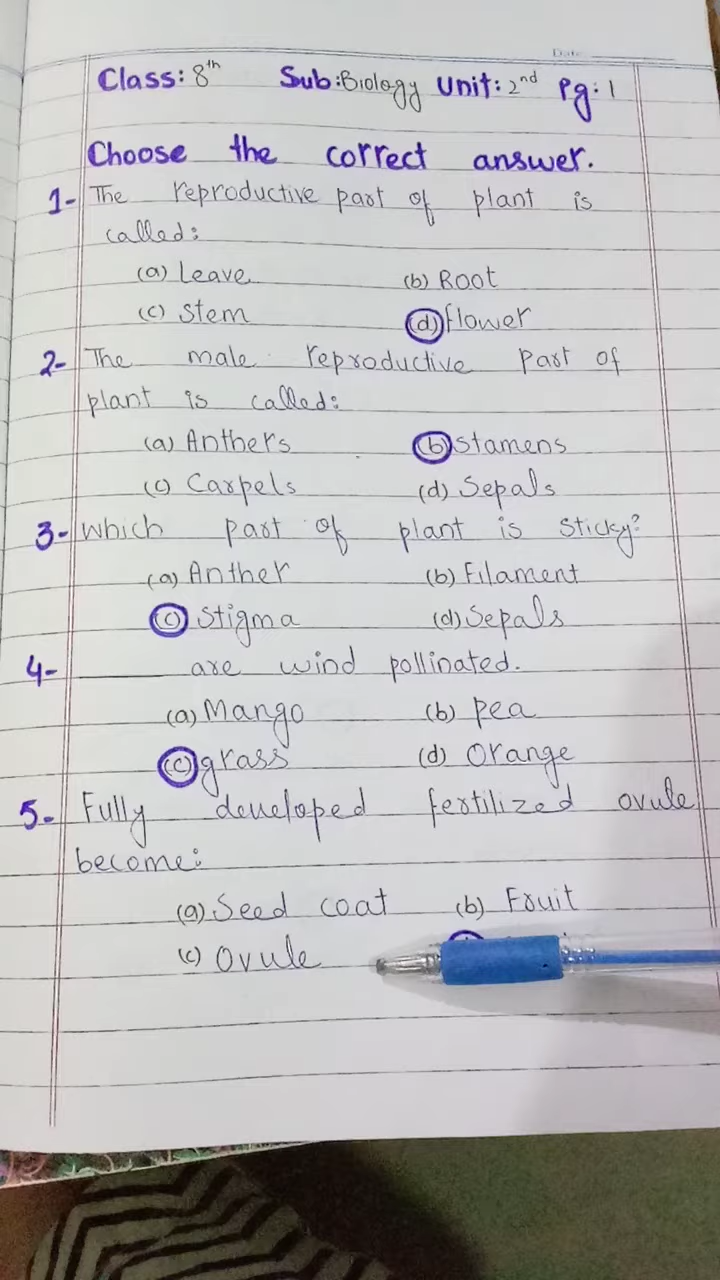 Date
Class: 8th Sub: Biology Unit: 2nd Pg: 1
Choose the correct answer.
1- The reproductive part of plant is
called:
(a) Leave (b) Root
(c) Stem (d) flower
2- The male reproductive part of
plant is called:
(a) Anthers (b) Stamens
(c) Carpels (d) Sepals
3- Which part of plant is sticky?
(a) Anther (b) Filament
(c) Stigma (d) Sepals
4- ______ are wind pollinated.
(a) Mango (b) pea
(c) grass (d) Orange
5- Fully developed fertilized ovule
become:
(a) Seed coat (b) Fruit
(c) Ovule